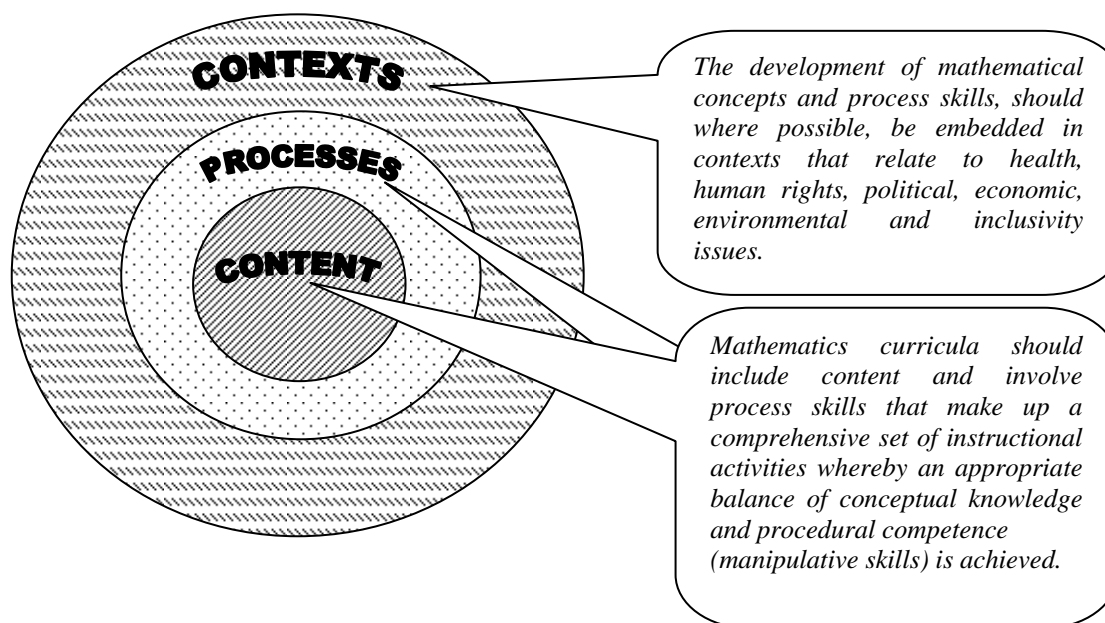 CONTEXTS
PROCESSES
CONTENT
The development of mathematical
concepts and process skills, should
where possible, be embedded in
contexts that relate to health,
human rights, political, economic,
environmental and inclusivity
issues.
Mathematics curricula should
include content and involve
process skills that make up a
comprehensive set of instructional
activities whereby an appropriate
balance of conceptual knowledge
and procedural competence
(manipulative skills) is achieved.